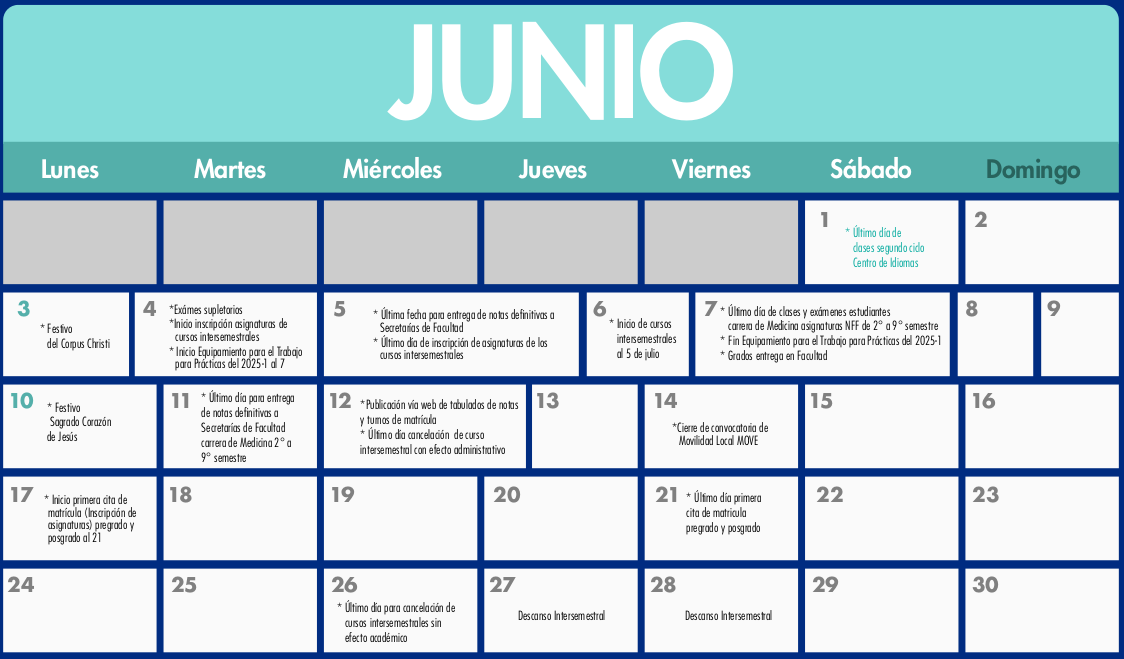 JUNIO
Lunes
Martes
Miércoles
Jueves
Viernes
Sábado
Domingo
1
* Último día de
clases segundo ciclo
Centro de Idiomas
2
3
* Festivo
del Corpus Christi
4
*Exámes supletorios
*Inicio inscripción asignaturas de
cursos intersemestrales
* Inicio Equipamiento para el Trabajo
para Prácticas del 2025-1 al 7
5
* Última fecha para entrega de notas definitivas a
Secretarías de Facultad
* Último día de inscripción de asignaturas de los
cursos intersemestrales
6
* Inicio de cursos
intersemestrales
al 5 de julio
7
* Último día de clases y exámenes estudiantes
carrera de Medicina asignaturas NFF de 2° a 9° semestre
* Fin Equipamiento para el Trabajo para Prácticas del 2025-1
* Grados entrega en Facultad
8
9
10
* Festivo
Sagrado Corazón
de Jesús
11
* Último día para entrega
de notas definitivas a
Secretarías de Facultad
carrera de Medicina 2° a
9° semestre
12
*Publicación vía web de tabulados de notas
y turnos de matrícula
* Último día cancelación de curso
intersemestral con efecto administrativo
13
14
*Cierre de convocatoria de
Movilidad Local MOVE
15
16
17
* Inicio primera cita de
matrícula (Inscripción de
asignaturas) pregrado y
posgrado al 21
18
19
20
21
* Último día primera
cita de matricula
pregrado y posgrado
22
23
24
25
26
* Último día para cancelación de
cursos intersemestrales sin
efecto académico
27
Descanso Intersemestral
28
Descanso Intersemestral
29
30